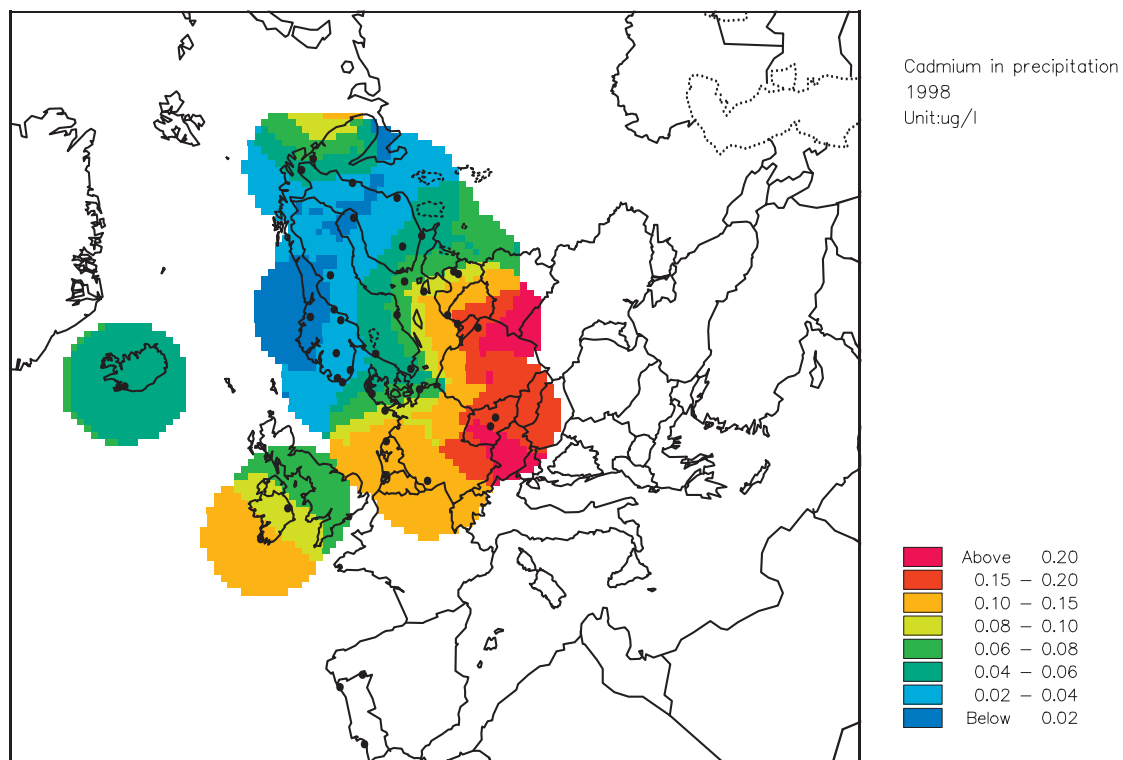 Cadmium in precipitation
1998
Unit:ug/l
Above 0.20
0.15 – 0.20
0.10 – 0.15
0.08 – 0.10
0.06 – 0.08
0.04 – 0.06
0.02 – 0.04
Below 0.02